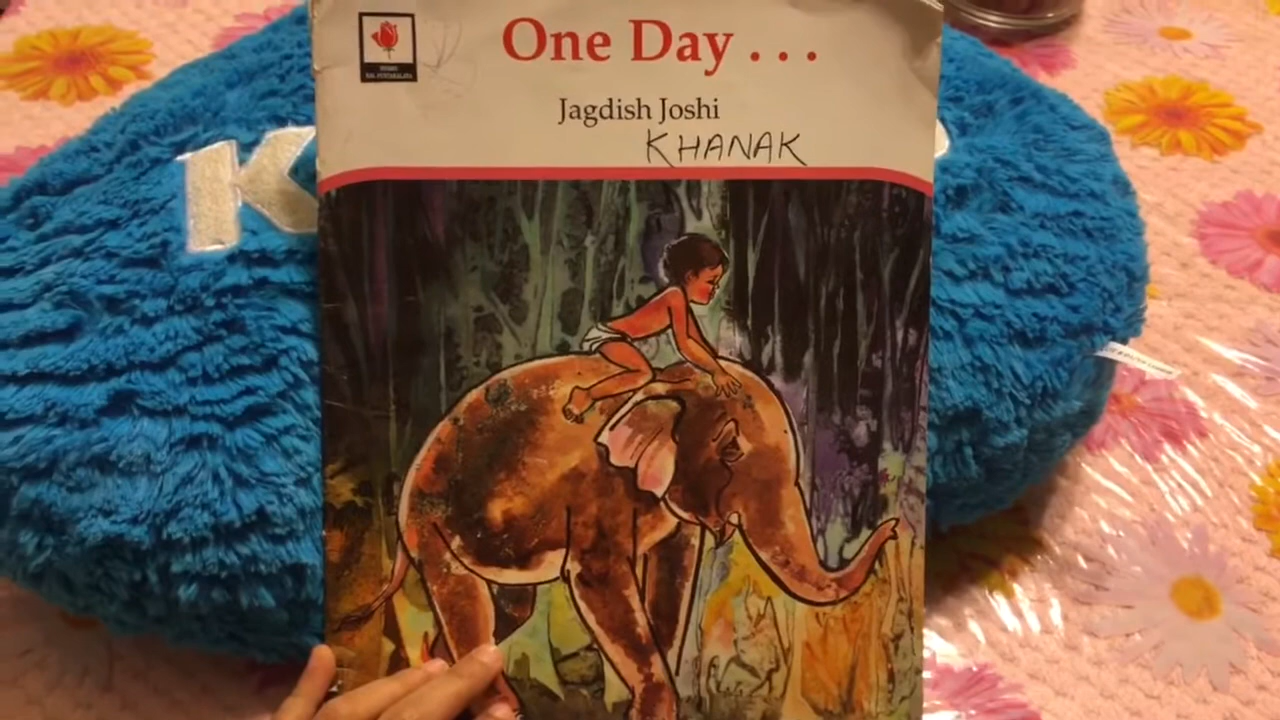 One Day . . .
Jagdish Joshi
KHANAK
K